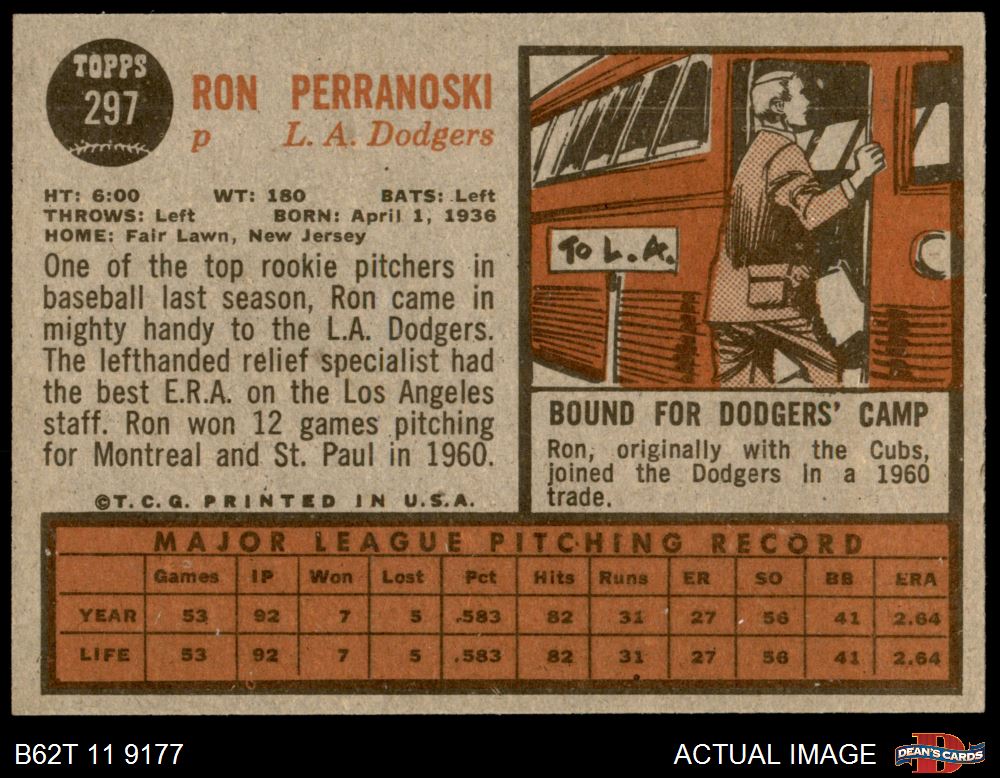 TOPPS
297
RON PERRANOSKI
p L. A. Dodgers
HT: 6:00 WT: 180 BATS: Left
THROWS: Left BORN: April 1, 1936
HOME: Fair Lawn, New Jersey
One of the top rookie pitchers in
baseball last season, Ron came in
mighty handy to the L.A. Dodgers.
The lefthanded relief specialist had
the best E.R.A. on the Los Angeles
staff. Ron won 12 games pitching
for Montreal and St. Paul in 1960.
©T.C.G. PRINTED IN U.S.A.
TO L.A.
BOUND FOR DODGERS' CAMP
Ron, originally with the Cubs,
joined the Dodgers in a 1960
trade.
MAJOR LEAGUE PITCHING RECORD
Games IP Won Lost Pct Hits Runs ER SO BB ERA
YEAR 53 92 7 5 .583 82 31 27 56 41 2.64
LIFE 53 92 7 5 .583 82 31 27 56 41 2.64
B62T 11 9177 ACTUAL IMAGE DEAN'S CARDS